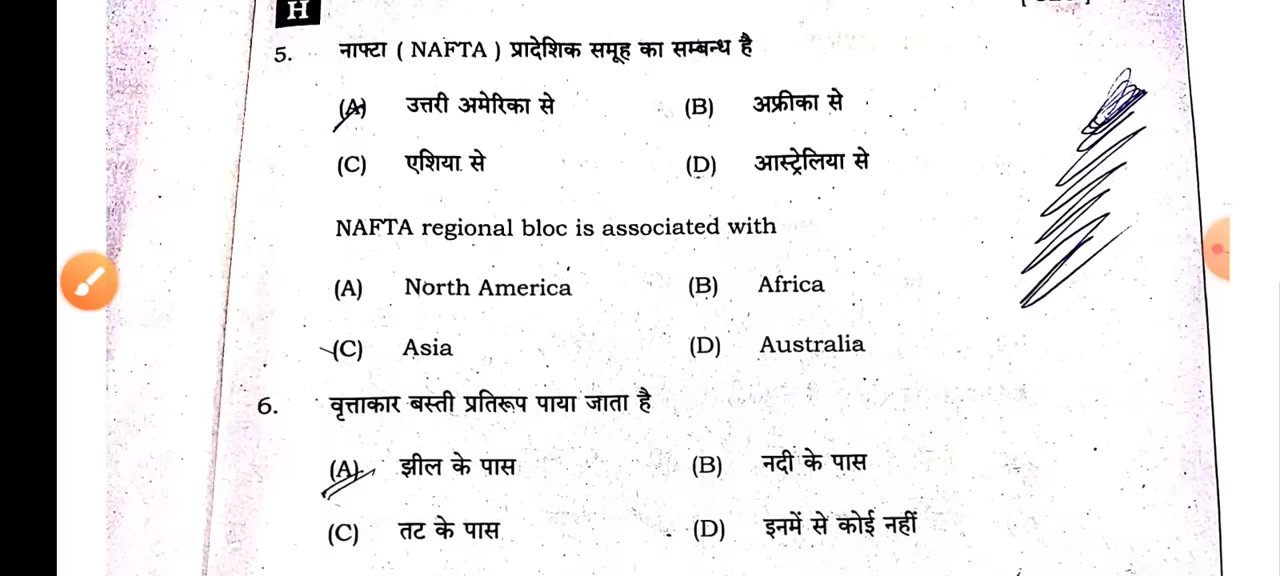 H
5. नाफ्टा ( NAFTA ) प्रादेशिक समूह का सम्बन्ध है
(A) उत्तरी अमेरिका से (B) अफ्रीका से
(C) एशिया से (D) आस्ट्रेलिया से
NAFTA regional bloc is associated with
(A) North America (B) Africa
(C) Asia (D) Australia
6. वृत्ताकार बस्ती प्रतिरूप पाया जाता है
(A) झील के पास (B) नदी के पास
(C) तट के पास (D) इनमें से कोई नहीं